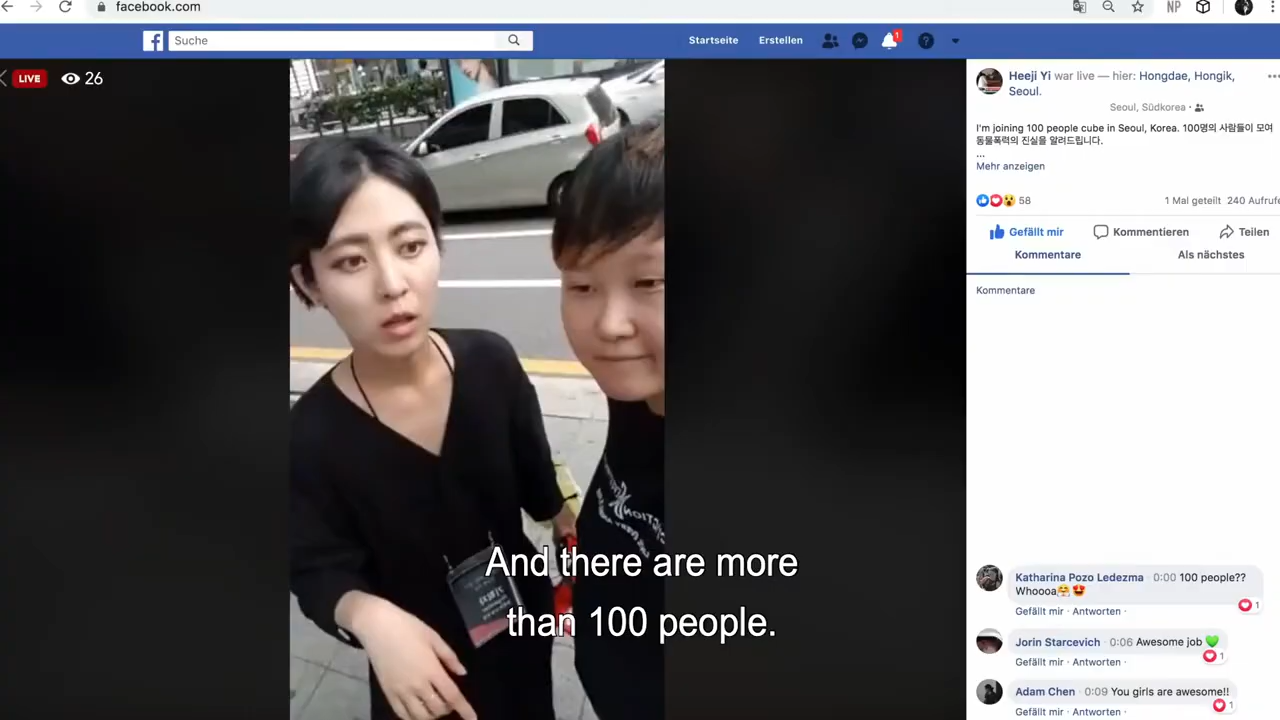 facebook.com
NP
f
Suche
Startseite
Erstellen
1
LIVE
26
Heeji Yi war live — hier: Hongdae, Hongik,
Seoul.
Seoul, Südkorea ·
I'm joining 100 people cube in Seoul, Korea. 100명의 사람들이 모여
동물폭력의 진실을 알려드립니다.
...
Mehr anzeigen
58
1 Mal geteilt 240 Aufrufe
Gefällt mir
Kommentieren
Teilen
Kommentare
Als nächstes
Kommentare
And there are more
than 100 people.
Katharina Pozo Ledezma · 0:00 100 people??
Whoooa
1
Gefällt mir · Antworten ·
Jorin Starcevich · 0:06 Awesome job
1
Gefällt mir · Antworten ·
Adam Chen · 0:09 You girls are awesome!!
1
Gefällt mir · Antworten ·